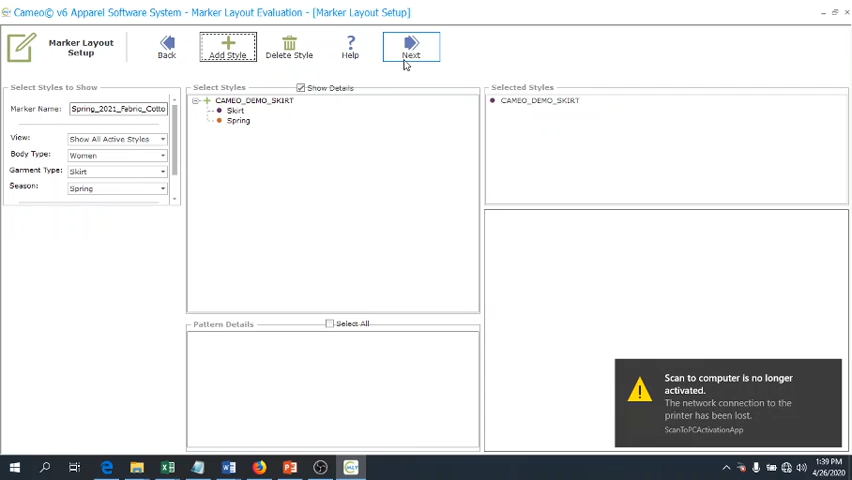 Cameo© v6 Apparel Software System - Marker Layout Evaluation - [Marker Layout Setup]
Marker Layout
Setup
Back
Add Style
Delete Style
Help
Next
Select Styles to Show
Marker Name: Spring_2021_Fabric_Cotto
View: Show All Active Styles
Body Type: Women
Garment Type: Skirt
Season: Spring
Select Styles
Show Details
CAMEO_DEMO_SKIRT
Skirt
Spring
Pattern Details
Select All
Selected Styles
CAMEO_DEMO_SKIRT
Scan to computer is no longer
activated.
The network connection to the
printer has been lost.
ScanToPCActivationApp
1:39 PM
4/26/2020